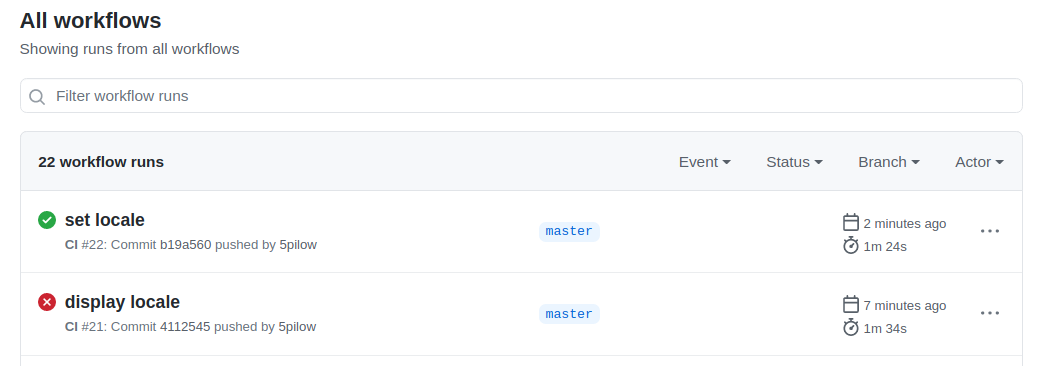 All workflows
Showing runs from all workflows
Filter workflow runs
22 workflow runs Event Status Branch Actor
set locale
CI #22: Commit b19a560 pushed by 5pilow
master
2 minutes ago
1m 24s
display locale
CI #21: Commit 4112545 pushed by 5pilow
master
7 minutes ago
1m 34s